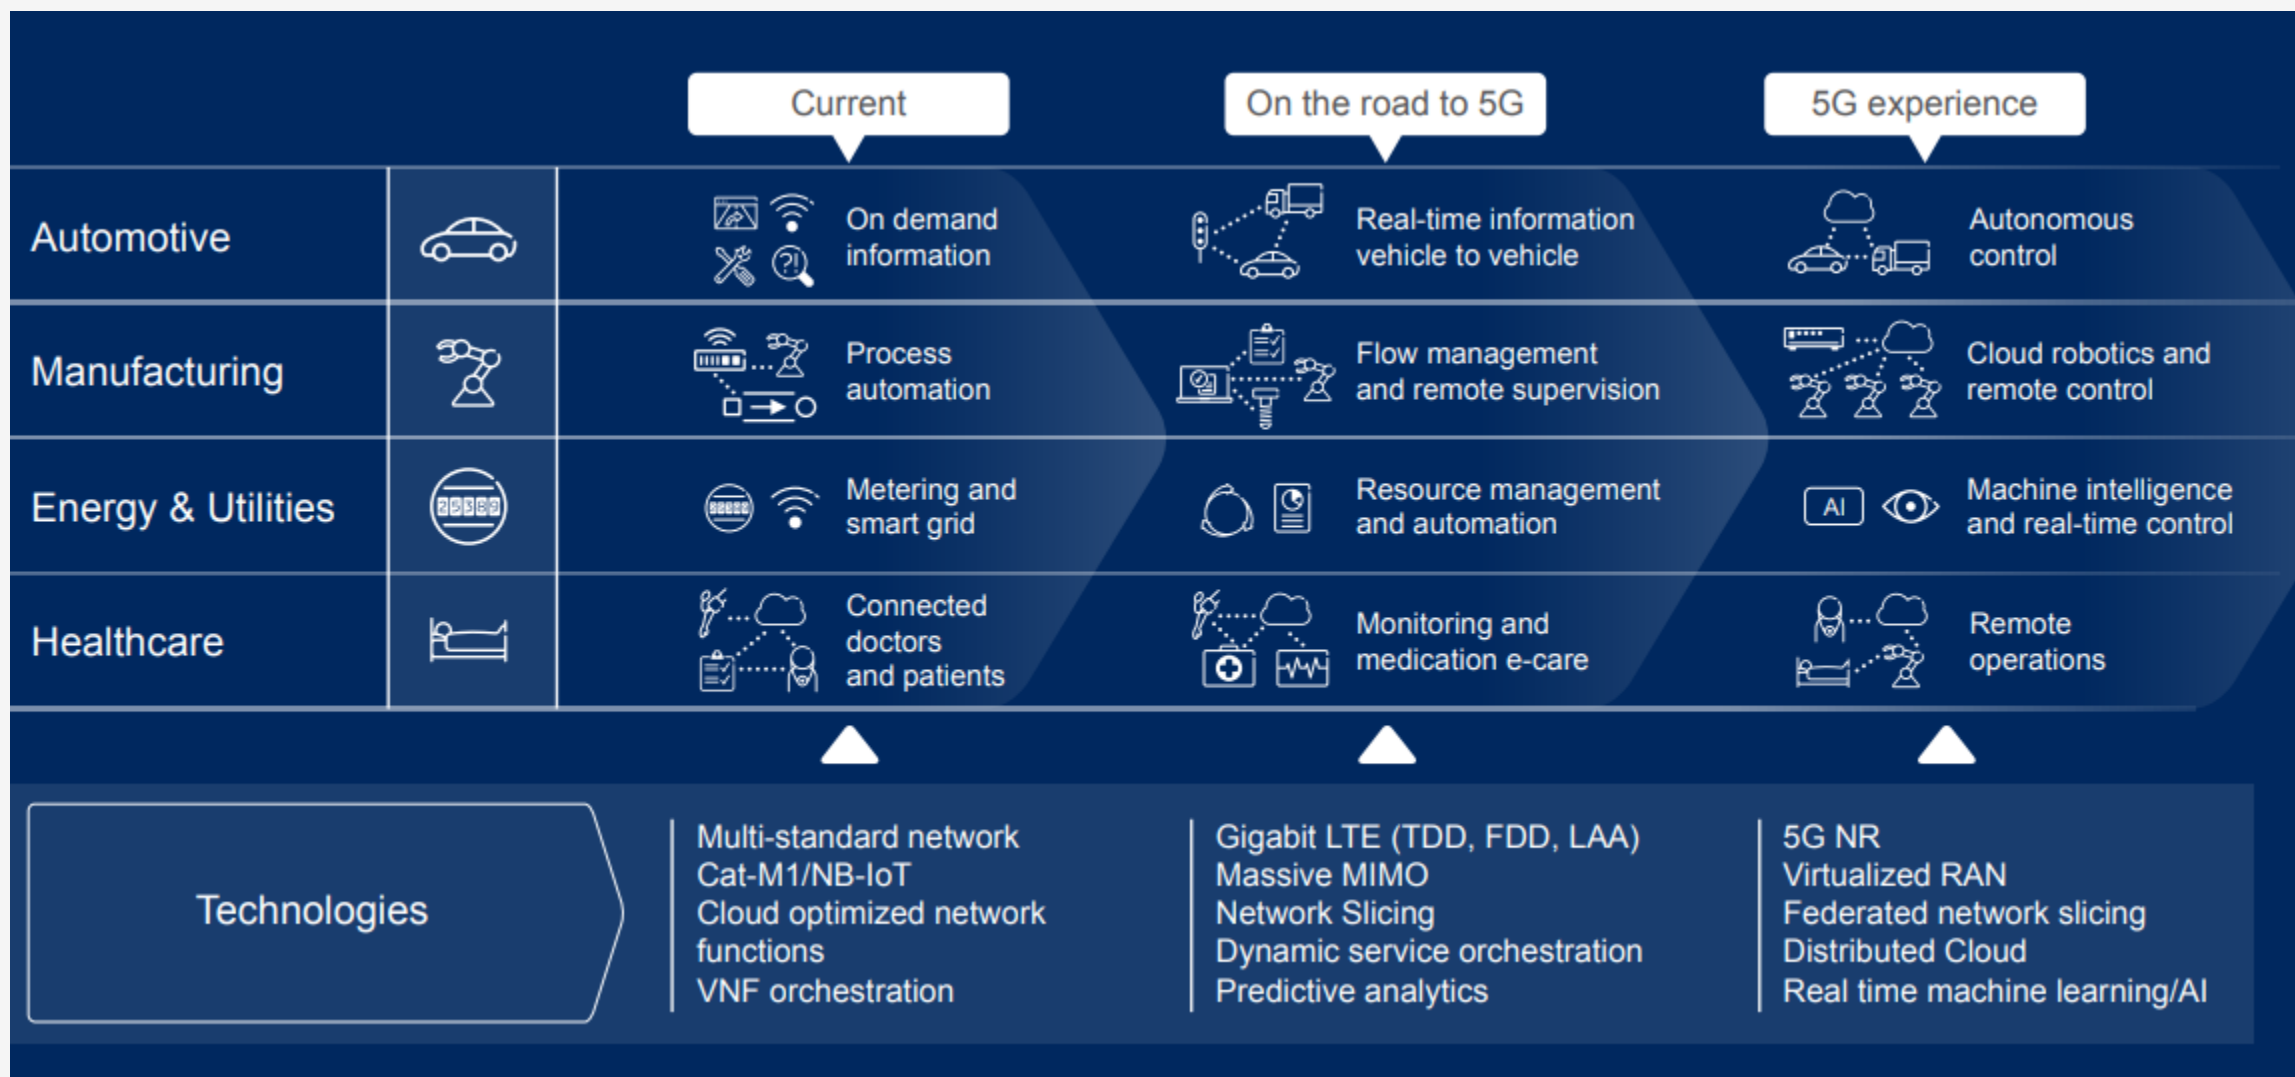 Current
On the road to 5G
5G experience
Automotive
On demand
information
Real-time information
vehicle to vehicle
Autonomous
control
Manufacturing
Process
automation
Flow management
and remote supervision
Cloud robotics and
remote control
Energy & Utilities
25389
Metering and
smart grid
Resource management
and automation
AI
Machine intelligence
and real-time control
Healthcare
Connected
doctors
and patients
Monitoring and
medication e-care
Remote
operations
Technologies
Multi-standard network
Cat-M1/NB-IoT
Cloud optimized network
functions
VNF orchestration
Gigabit LTE (TDD, FDD, LAA)
Massive MIMO
Network Slicing
Dynamic service orchestration
Predictive analytics
5G NR
Virtualized RAN
Federated network slicing
Distributed Cloud
Real time machine learning/AI